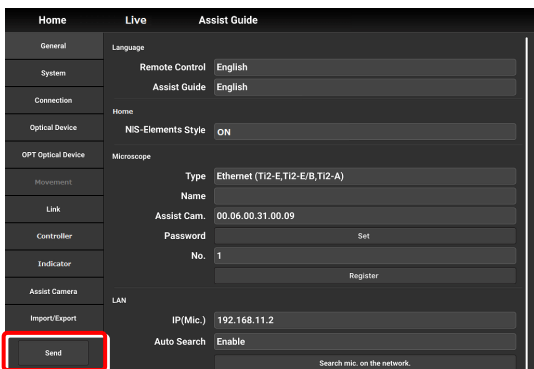 Home Live Assist Guide
General
System
Connection
Optical Device
OPT Optical Device
Movement
Link
Controller
Indicator
Assist Camera
Import/Export
Send
Language
Remote Control English
Assist Guide English
Home
NIS-Elements Style ON
Microscope
Type Ethernet (Ti2-E,Ti2-E/B,Ti2-A)
Name
Assist Cam. 00.06.00.31.00.09
Password Set
No. 1
Register
LAN
IP(Mic.) 192.168.11.2
Auto Search Enable
Search mic. on the network.